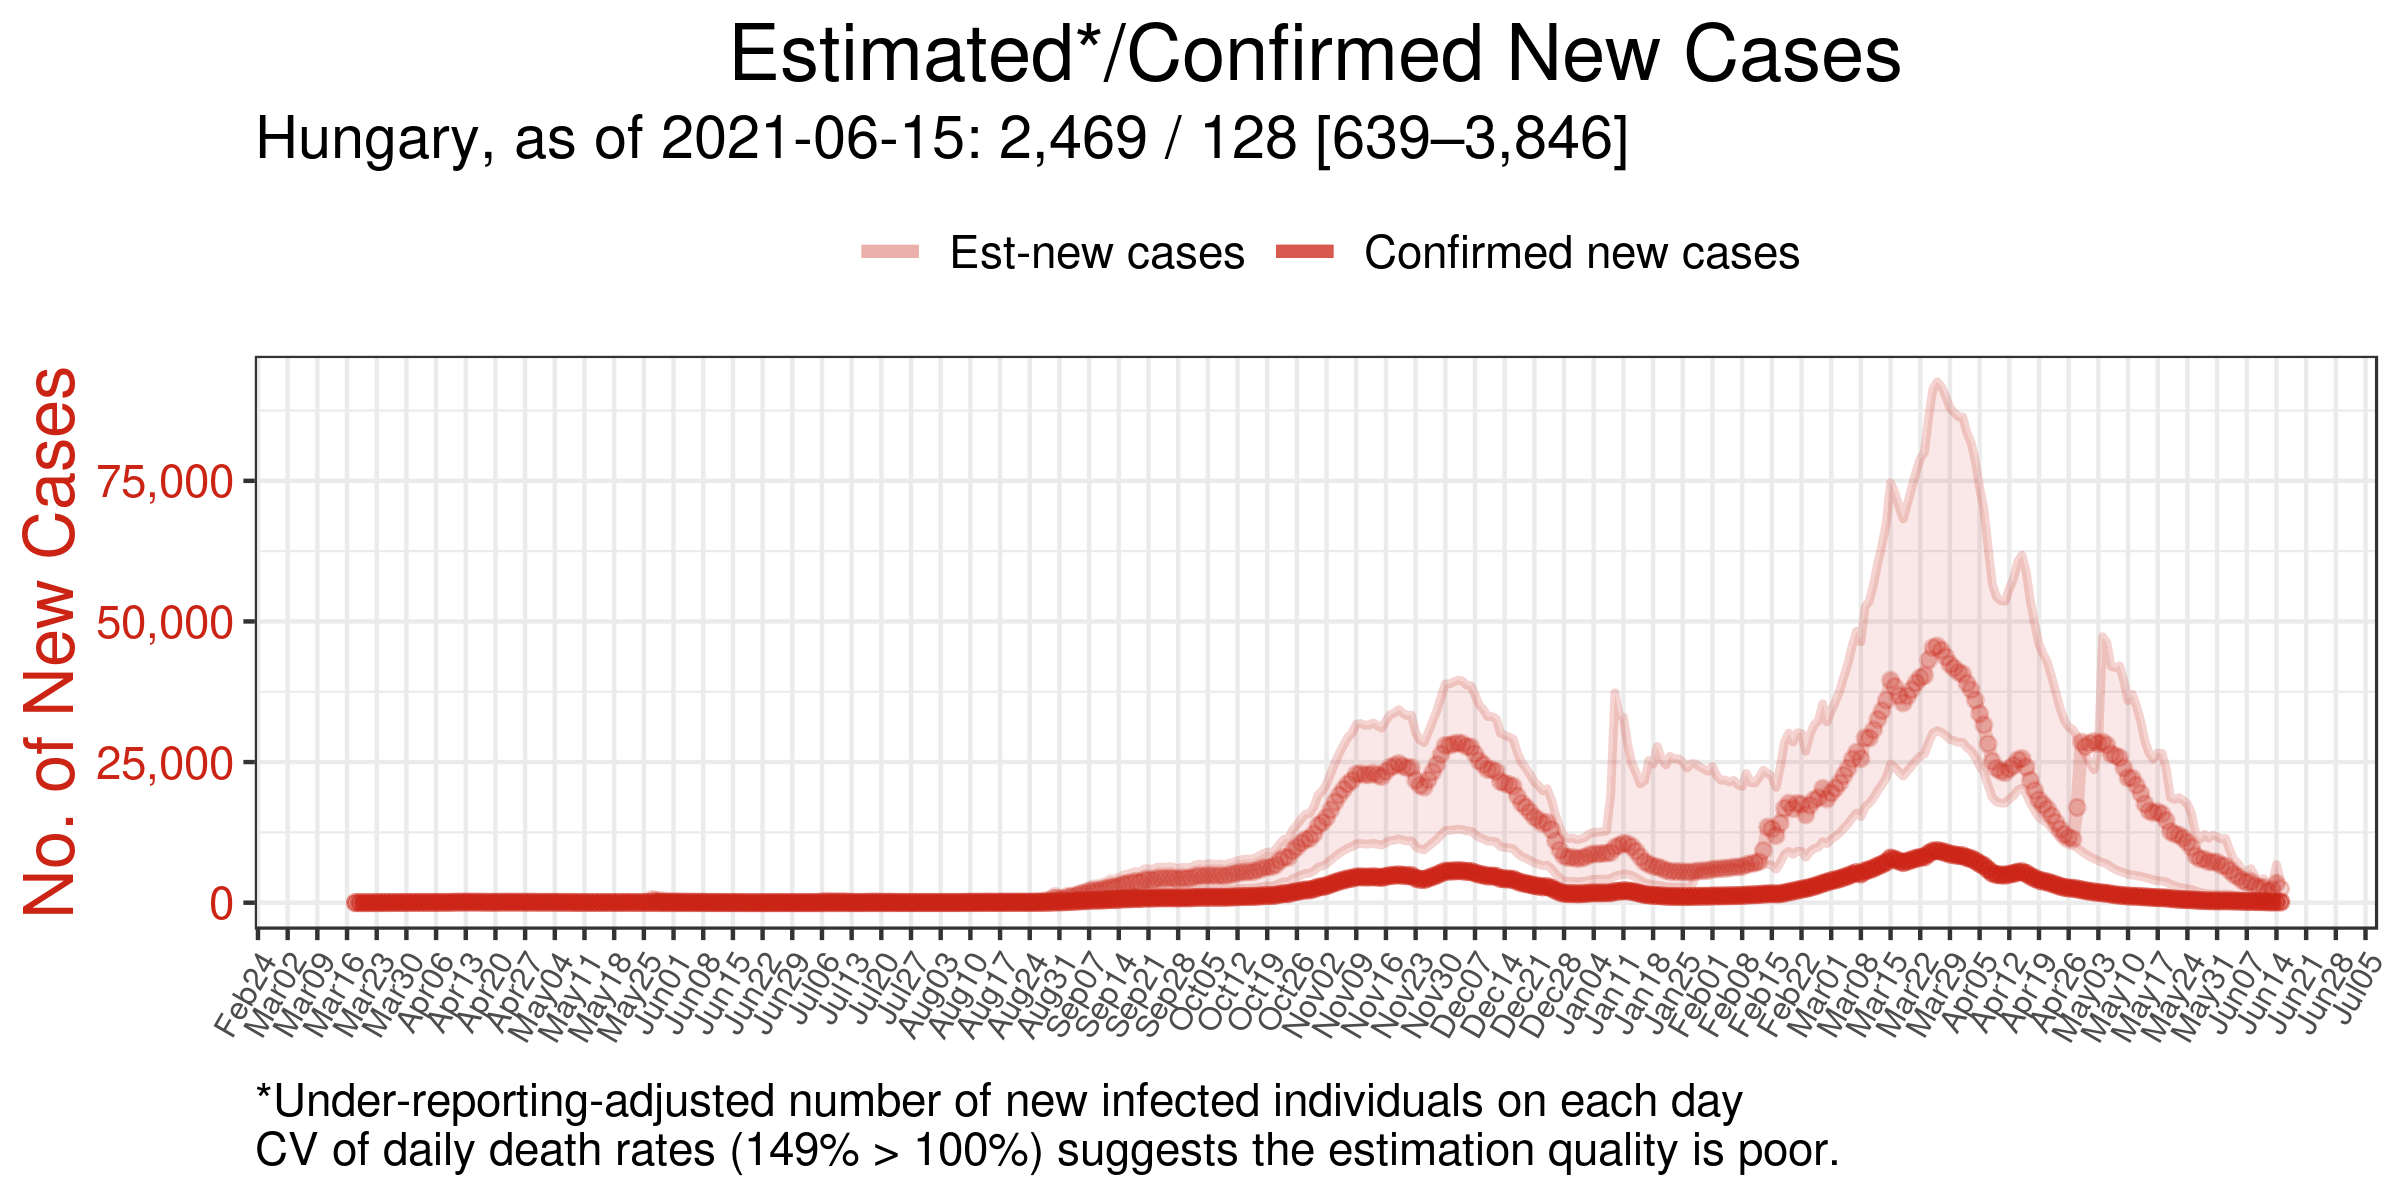 Estimated*/Confirmed New Cases
Hungary, as of 2021-06-15: 2,469 / 128 [639–3,846]
Est-new cases
Confirmed new cases
No. of New Cases
75,000
50,000
25,000
0
Feb24
Mar02
Mar09
Mar16
Mar23
Mar30
Apr06
Apr13
Apr20
Apr27
May04
May11
May18
May25
Jun01
Jun08
Jun15
Jun22
Jun29
Jul06
Jul13
Jul20
Jul27
Aug03
Aug10
Aug17
Aug24
Aug31
Sep07
Sep14
Sep21
Sep28
Oct05
Oct12
Oct19
Oct26
Nov02
Nov09
Nov16
Nov23
Nov30
Dec07
Dec14
Dec21
Dec28
Jan04
Jan11
Jan18
Jan25
Feb01
Feb08
Feb15
Feb22
Mar01
Mar08
Mar15
Mar22
Mar29
Apr05
Apr12
Apr19
Apr26
May03
May10
May17
May24
May31
Jun07
Jun14
Jun21
Jun28
Jul05
*Under-reporting-adjusted number of new infected individuals on each day
CV of daily death rates (149% > 100%) suggests the estimation quality is poor.